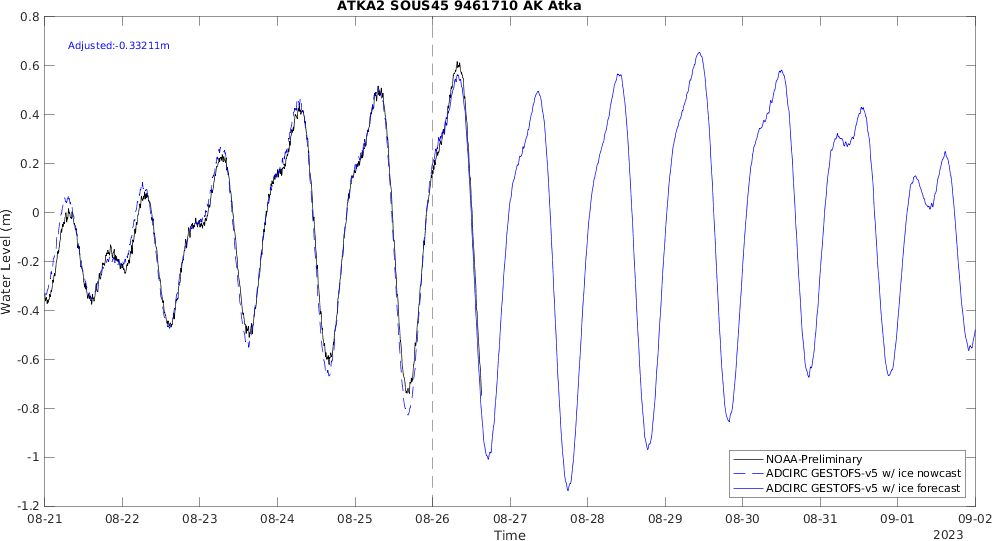 ATKA2 SOUS45 9461710 AK Atka
Adjusted:-0.33211m
0.8
0.6
0.4
0.2
0
-0.2
-0.4
-0.6
-0.8
-1
-1.2
Water Level (m)
NOAA-Preliminary
ADCIRC GESTOFS-v5 w/ ice nowcast
ADCIRC GESTOFS-v5 w/ ice forecast
08-21 08-22 08-23 08-24 08-25 08-26 08-27 08-28 08-29 08-30 08-31 09-01 09-02
Time
2023